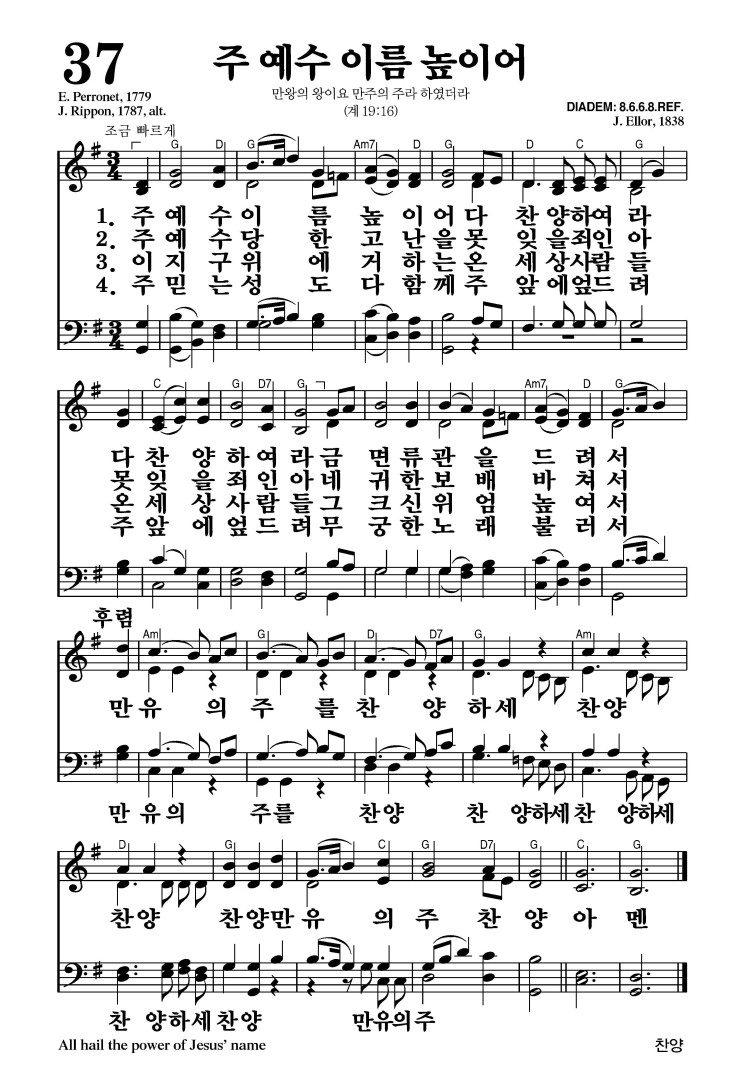 37
주 예수 이름 높이어
만왕의 왕이요 만주의 주라 하였더라
(계 19:16)
E. Perronet, 1779
J. Rippon, 1787, alt.
DIADEM: 8.6.6.8.REF.
J. Ellor, 1838
조금 빠르게
G D G Am7 D G D C G
1. 주 예 수 이 름 높 이 어 다 찬 양 하 여 라
2. 주 예 수 당 한 고 난 을 못 잊 을 죄 인 아
3. 이 지 구 위 에 거 하 는 온 세 상 사 람 들
4. 주 믿 는 성 도 다 함 께 주 앞 에 엎 드 려
C G D7 G G Am7 D G
다 찬 양 하 여 라 금 면 류 관 을 드 려 서
못 잊 을 죄 인 아 네 귀 한 보 배 바 쳐 서
온 세 상 사 람 들 그 크 신 위 엄 높 여 서
주 앞 에 엎 드 려 무 궁 한 노 래 불 러 서
후렴
Am G D D7 G Am
만 유 의 주 를 찬 양 하 세 찬 양
만 유 의 주 를 찬 양 찬 양 하 세 찬 양 하 세
D G G C G D7 G C G
찬 양 찬 양 만 유 의 주 찬 양 아 멘
찬 양 하 세 찬 양 만 유 의 주
All hail the power of Jesus' name
찬양